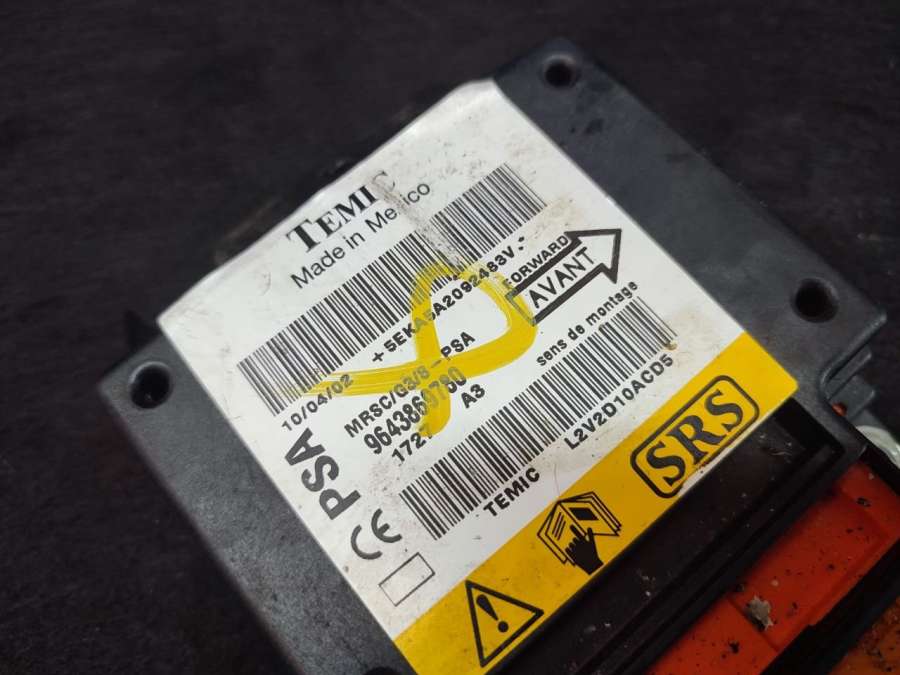 TEMIC
Made in Mexico
10/04/02 +5EKA5A2092483V.-
FORWARD
AVANT
sens de montage
PSA
MRSC/G3/8-PSA
9643860780
A3
CE
TEMIC L2V2D10ACD5
SRS